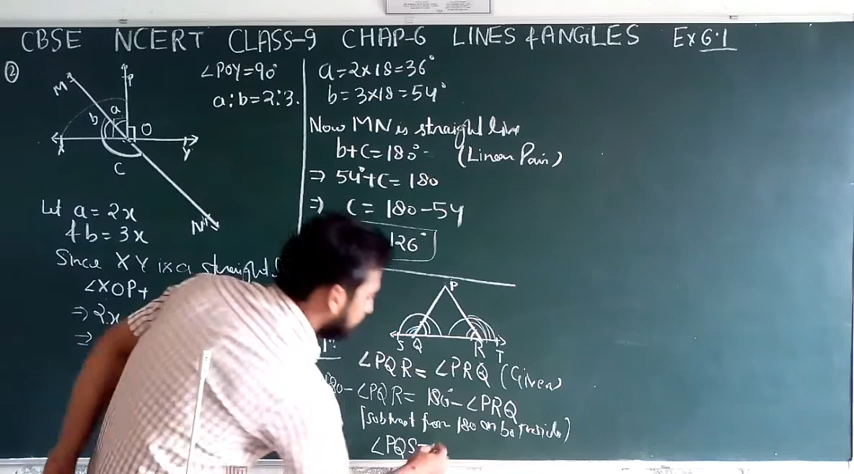 CBSE NCERT CLASS-9 CHAP-6 LINES & ANGLES EX 6.1
②
M P
b a O
X Y
C
N
∠POY=90°
a:b=2:3.
Let a=2x
& b=3x
Since XY is a straight
∠XOP+
⇒ 2x
⇒
a=2×18=36°
b=3×18=54°
Now MN is straight line
b+c=180° (Linear Pair)
⇒ 54°+c=180
⇒ c=180-54
126°
P
S Q R T
∠PQR=∠PRQ (Given)
180-∠PQR=180°-∠PRQ
[Subtract from 180 on both sides]
∠PQS=